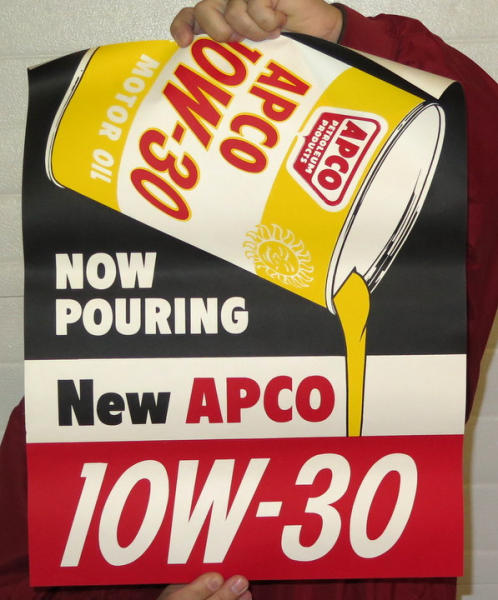 APCO
10W-30
MOTOR OIL
APCO
PETROLEUM
PRODUCTS
NOW
POURING
New APCO
10W-30